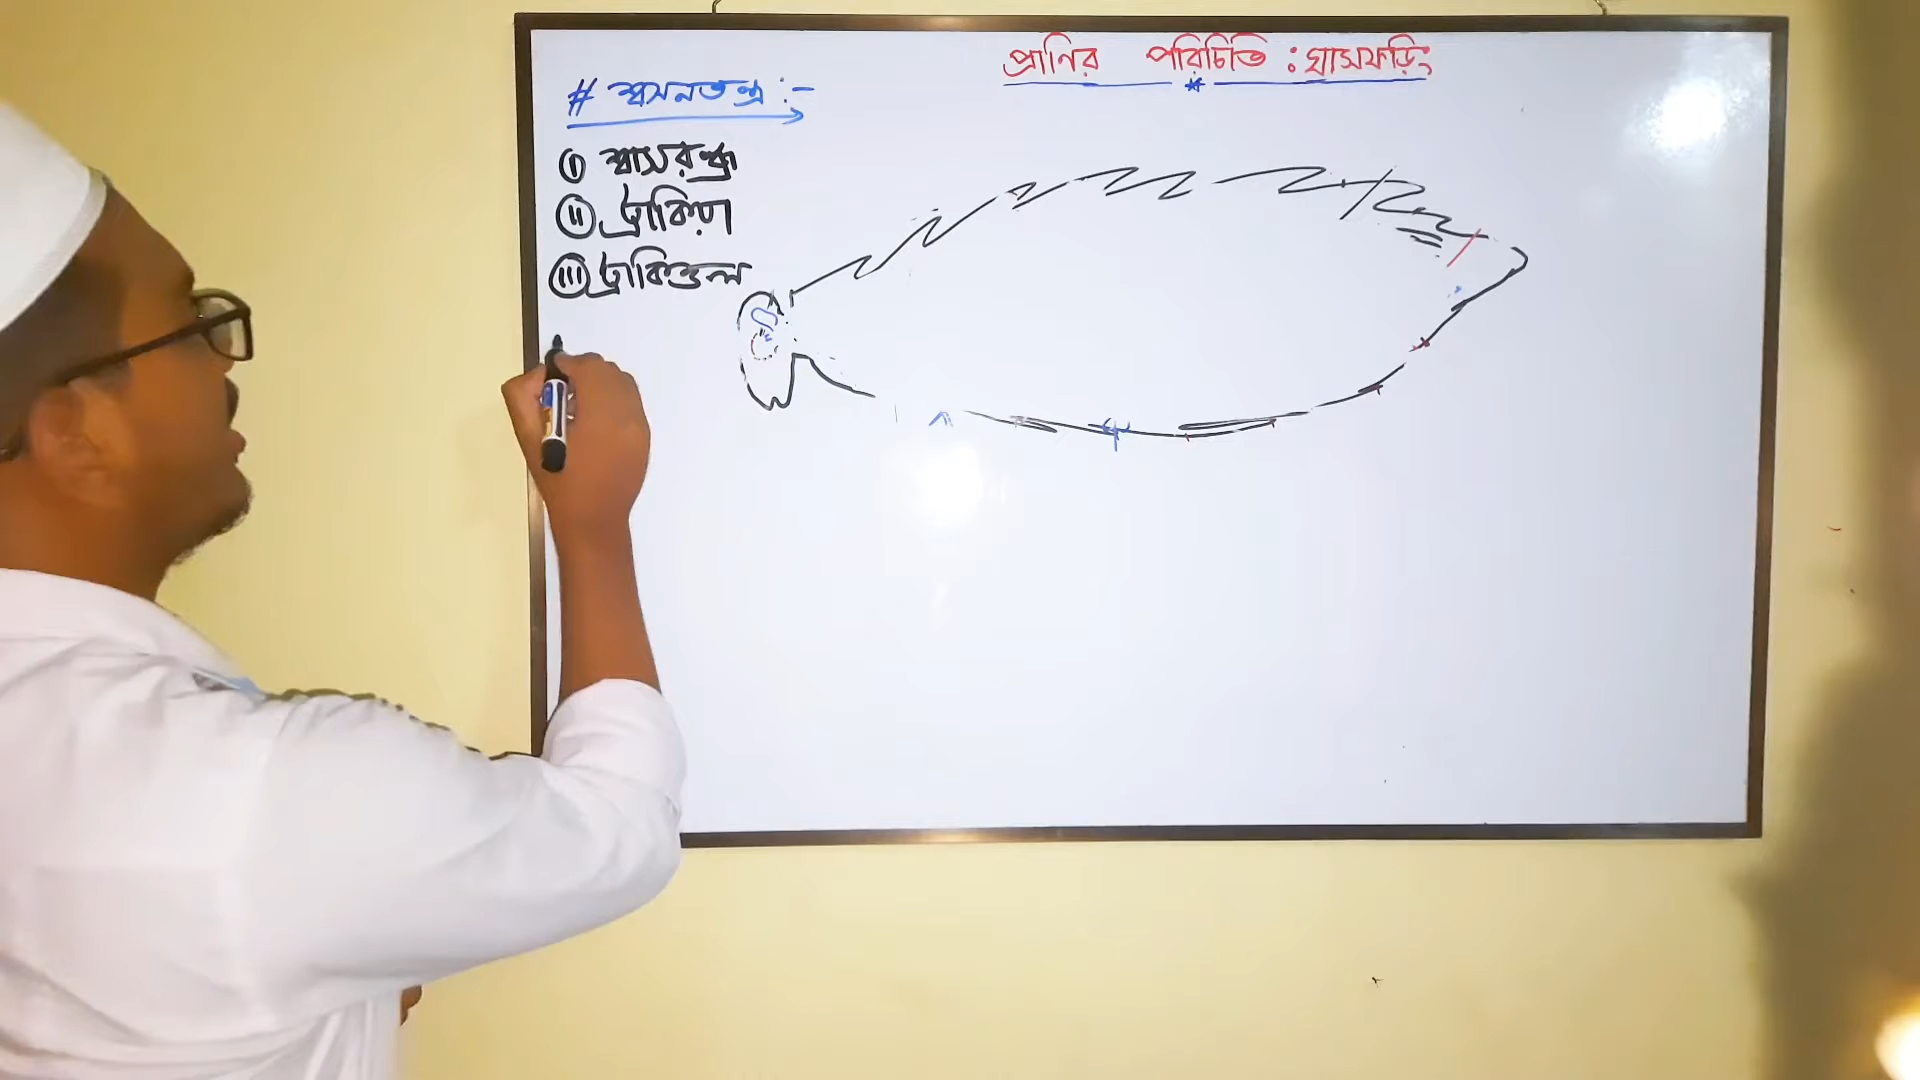 প্রাণির পরিচিতি : ঘাসফড়িং
# শ্বসনতন্ত্র :-
(i) শ্বাসরন্ধ্র
(ii) ট্রাকিয়া
(iii) ট্রাকিওল